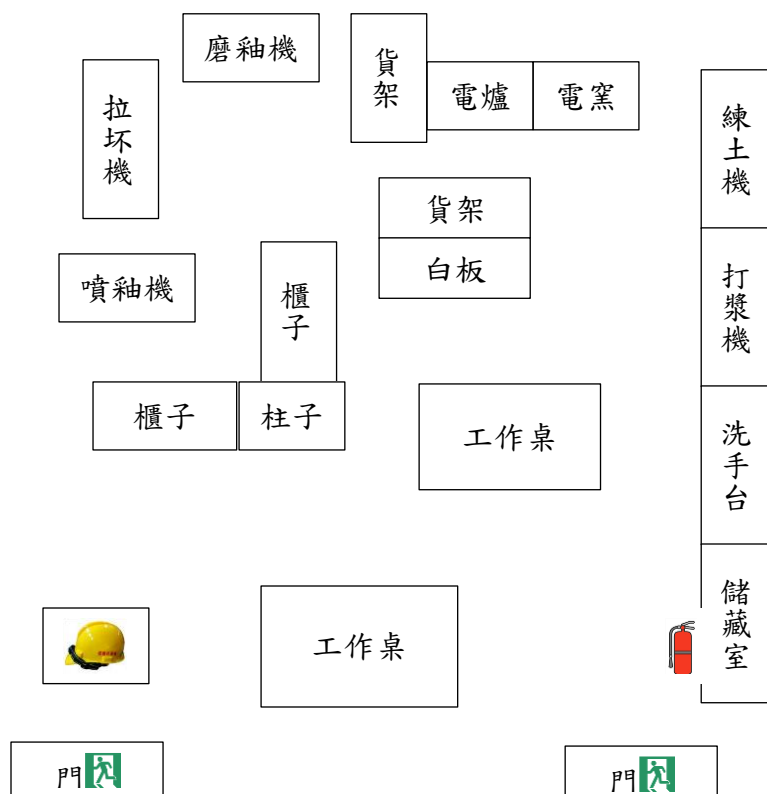 磨釉機
貨架
拉坏機
電爐
電窯
練土機
貨架
白板
噴釉機
櫃子
打漿機
櫃子
柱子
工作桌
洗手台
工作桌
儲藏室
門
門